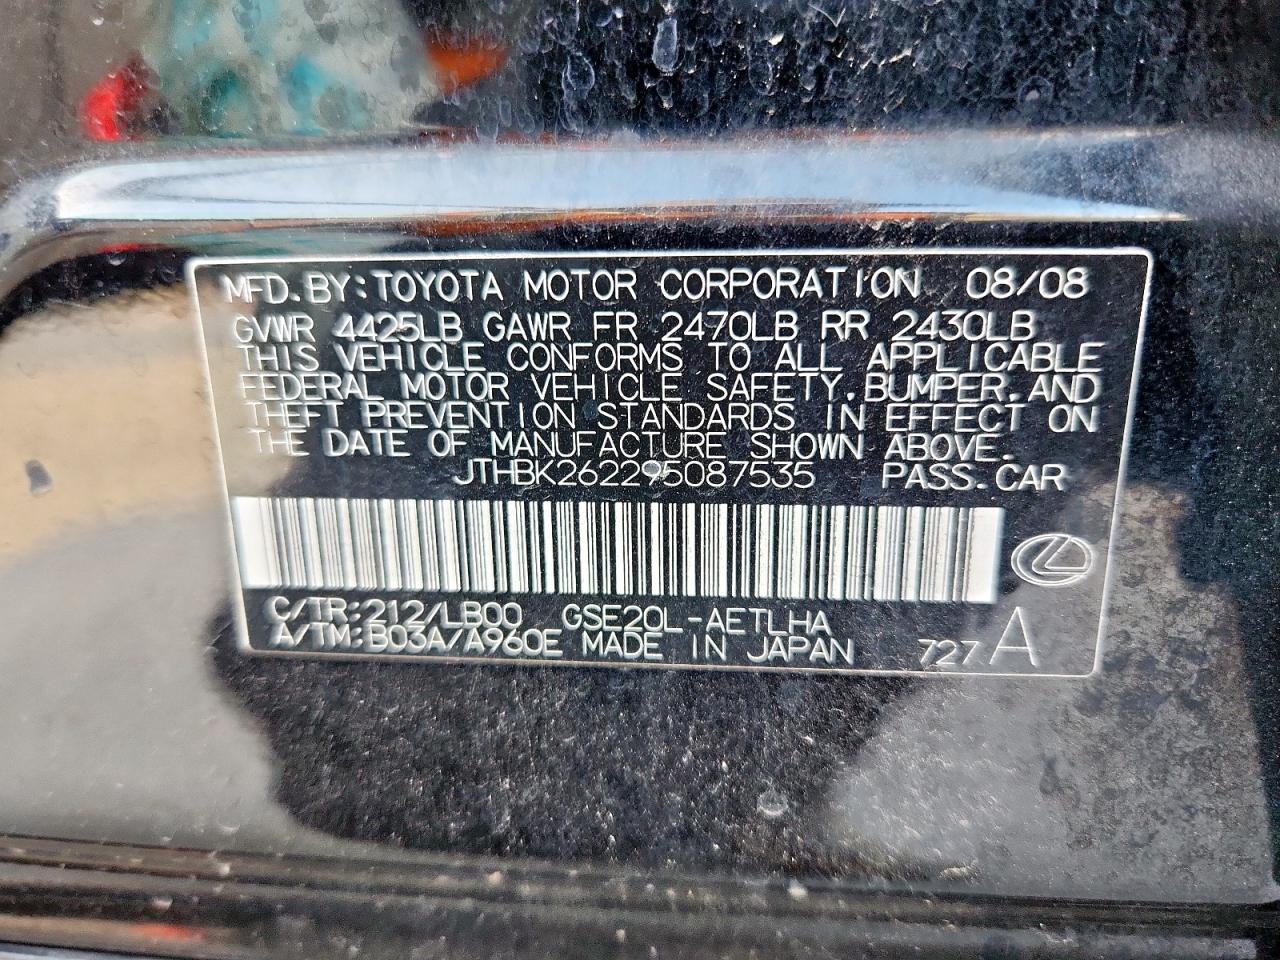 MFD.BY:TOYOTA MOTOR CORPORATION 08/08
GVWR 4425LB GAWR FR 2470LB RR 2430LB
THIS VEHICLE CONFORMS TO ALL APPLICABLE
FEDERAL MOTOR VEHICLE SAFETY.BUMPER.AND
THEFT PREVENTION STANDARDS IN EFFECT ON
THE DATE OF MANUFACTURE SHOWN ABOVE.
JTHBK262295087535 PASS.CAR
C/TR:212/LB00 GSE20L-AETLHA
A/TM:B03A/A960E MADE IN JAPAN 727 A